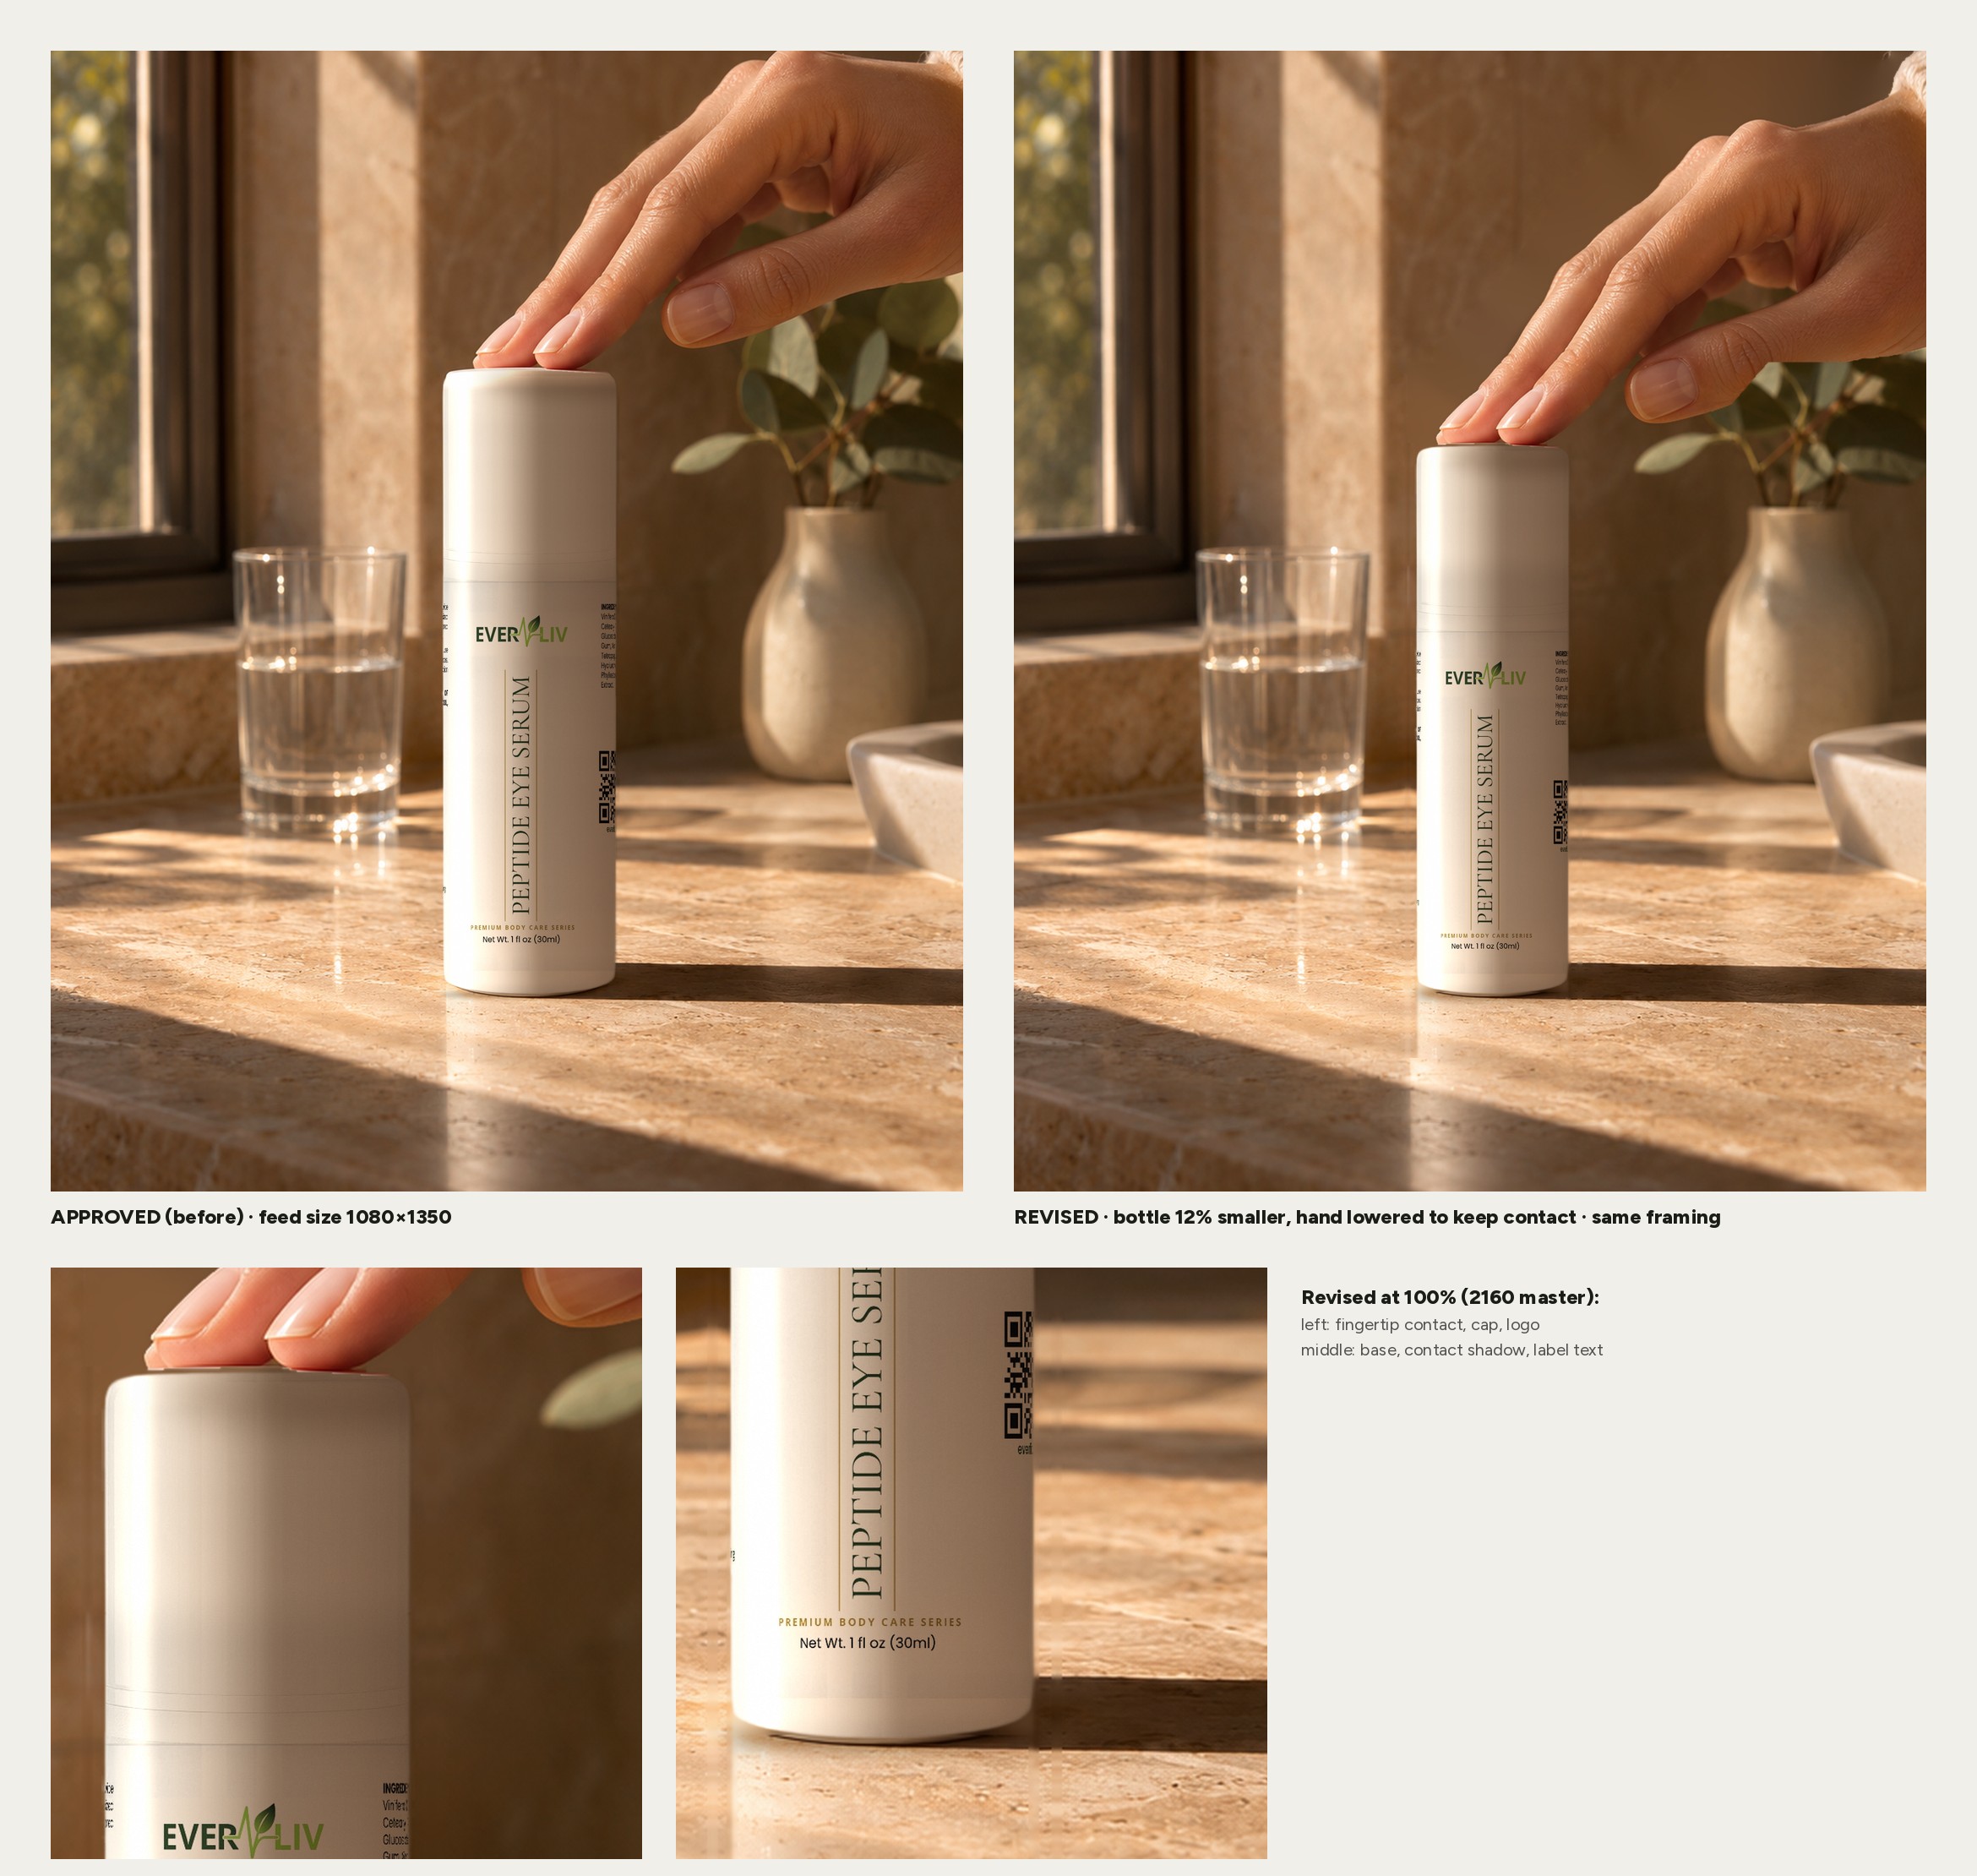 EVERLIV
INGREDI
PEPTIDE EYE SERUM
PREMIUM BODY CARE SERIES
Net Wt. 1 fl oz (30ml)
EVERLIV
PEPTIDE EYE SERUM
PREMIUM BODY CARE SERIES
Net Wt. 1 fl oz (30ml)
APPROVED (before) · feed size 1080×1350
REVISED · bottle 12% smaller, hand lowered to keep contact · same framing
INGREDI
EVERLIV
PEPTIDE EYE SER
PREMIUM BODY CARE SERIES
Net Wt. 1 fl oz (30ml)
Revised at 100% (2160 master):
left: fingertip contact, cap, logo
middle: base, contact shadow, label text